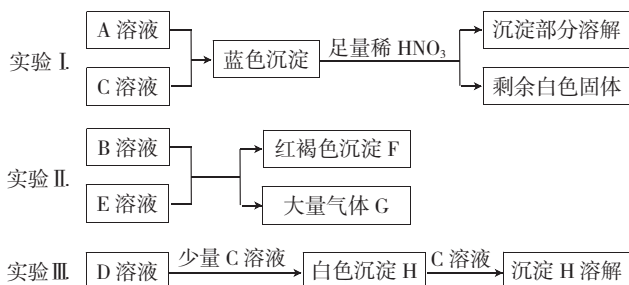 A 溶液
沉淀部分溶解
实验 Ⅰ.
蓝色沉淀
足量稀 HNO₃
C 溶液
剩余白色固体
B 溶液
红褐色沉淀 F
实验Ⅱ.
E 溶液
大量气体 G
实验Ⅲ.
D 溶液
少量 C 溶液
白色沉淀 H
C 溶液
沉淀 H 溶解